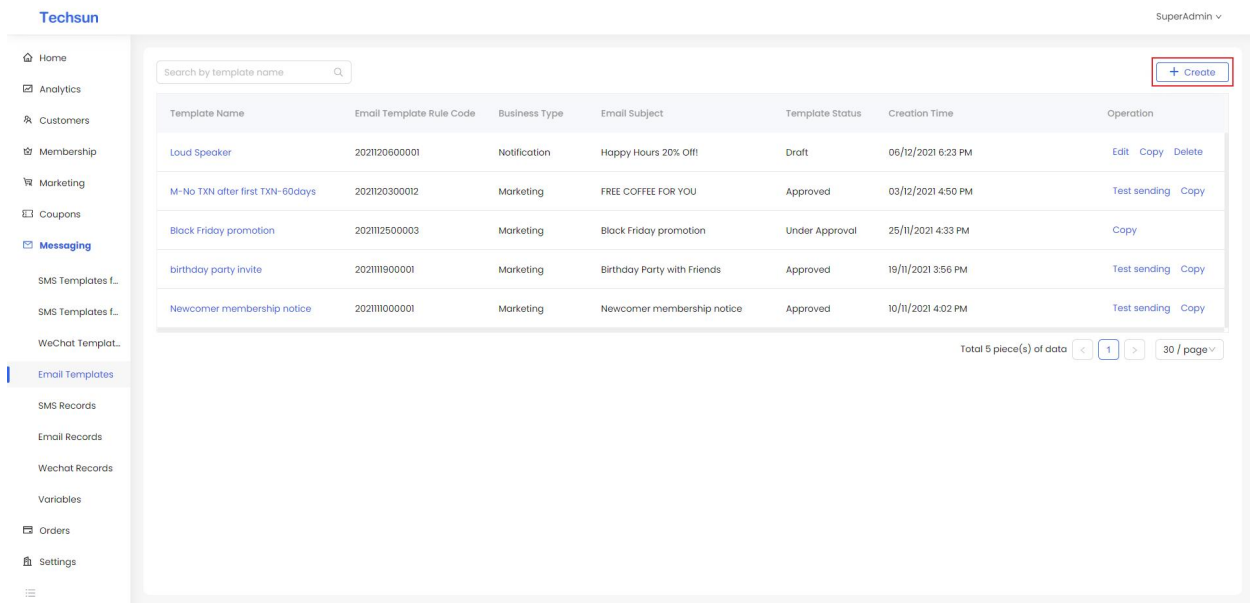 Techsun
SuperAdmin
Home
Analytics
Customers
Membership
Marketing
Coupons
Messaging
SMS Templates f...
SMS Templates f...
WeChat Templat...
Email Templates
SMS Records
Email Records
Wechat Records
Variables
Orders
Settings
Search by template name
+ Create
Template Name Email Template Rule Code Business Type Email Subject Template Status Creation Time Operation
Loud Speaker 2021120600001 Notification Happy Hours 20% Off! Draft 06/12/2021 6:23 PM Edit Copy Delete
M-No TXN after first TXN-60days 2021120300012 Marketing FREE COFFEE FOR YOU Approved 03/12/2021 4:50 PM Test sending Copy
Black Friday promotion 2021112500003 Marketing Black Friday promotion Under Approval 25/11/2021 4:33 PM Copy
birthday party invite 2021111900001 Marketing Birthday Party with Friends Approved 19/11/2021 3:56 PM Test sending Copy
Newcomer membership notice 2021111000001 Marketing Newcomer membership notice Approved 10/11/2021 4:02 PM Test sending Copy
Total 5 piece(s) of data < 1 > 30 / page